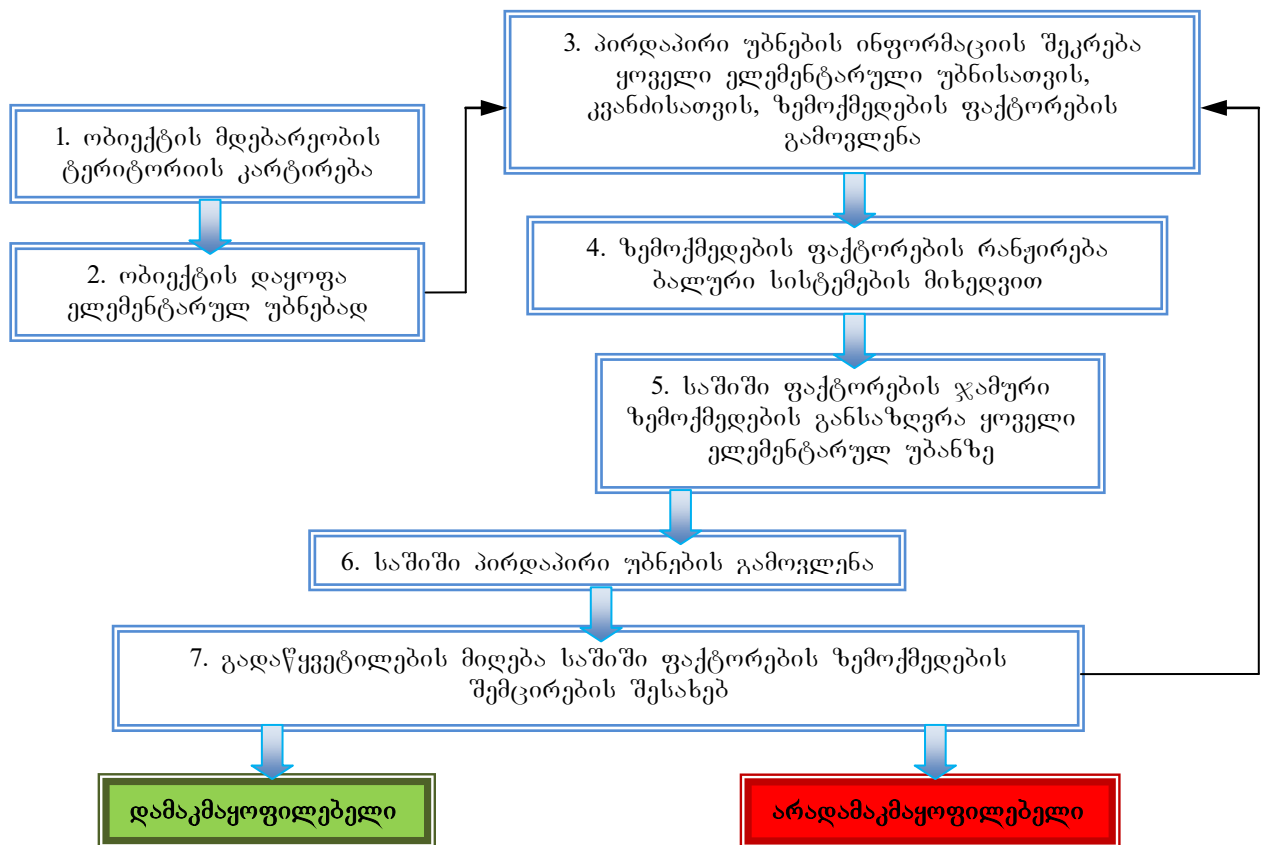 1. ობიექტის მდებარეობის
ტერიტორიის კარტირება
2. ობიექტის დაყოფა
ელემენტარულ უბნებად
3. პირდაპირი უბნების ინფორმაციის შეკრება
ყოველი ელემენტარული უბნისათვის,
კვანძისათვის, ზემოქმედების ფაქტორების
გამოვლენა
4. ზემოქმედების ფაქტორების რანჟირება
ბალური სისტემების მიხედვით
5. საშიში ფაქტორების ჯამური
ზემოქმედების განსაზღვრა ყოველი
ელემენტარულ უბანზე
6. საშიში პირდაპირი უბნების გამოვლენა
7. გადაწყვეტილების მიღება საშიში ფაქტორების ზემოქმედების
შემცირების შესახებ
დამაკმაყოფილებელი
არადამაკმაყოფილებელი